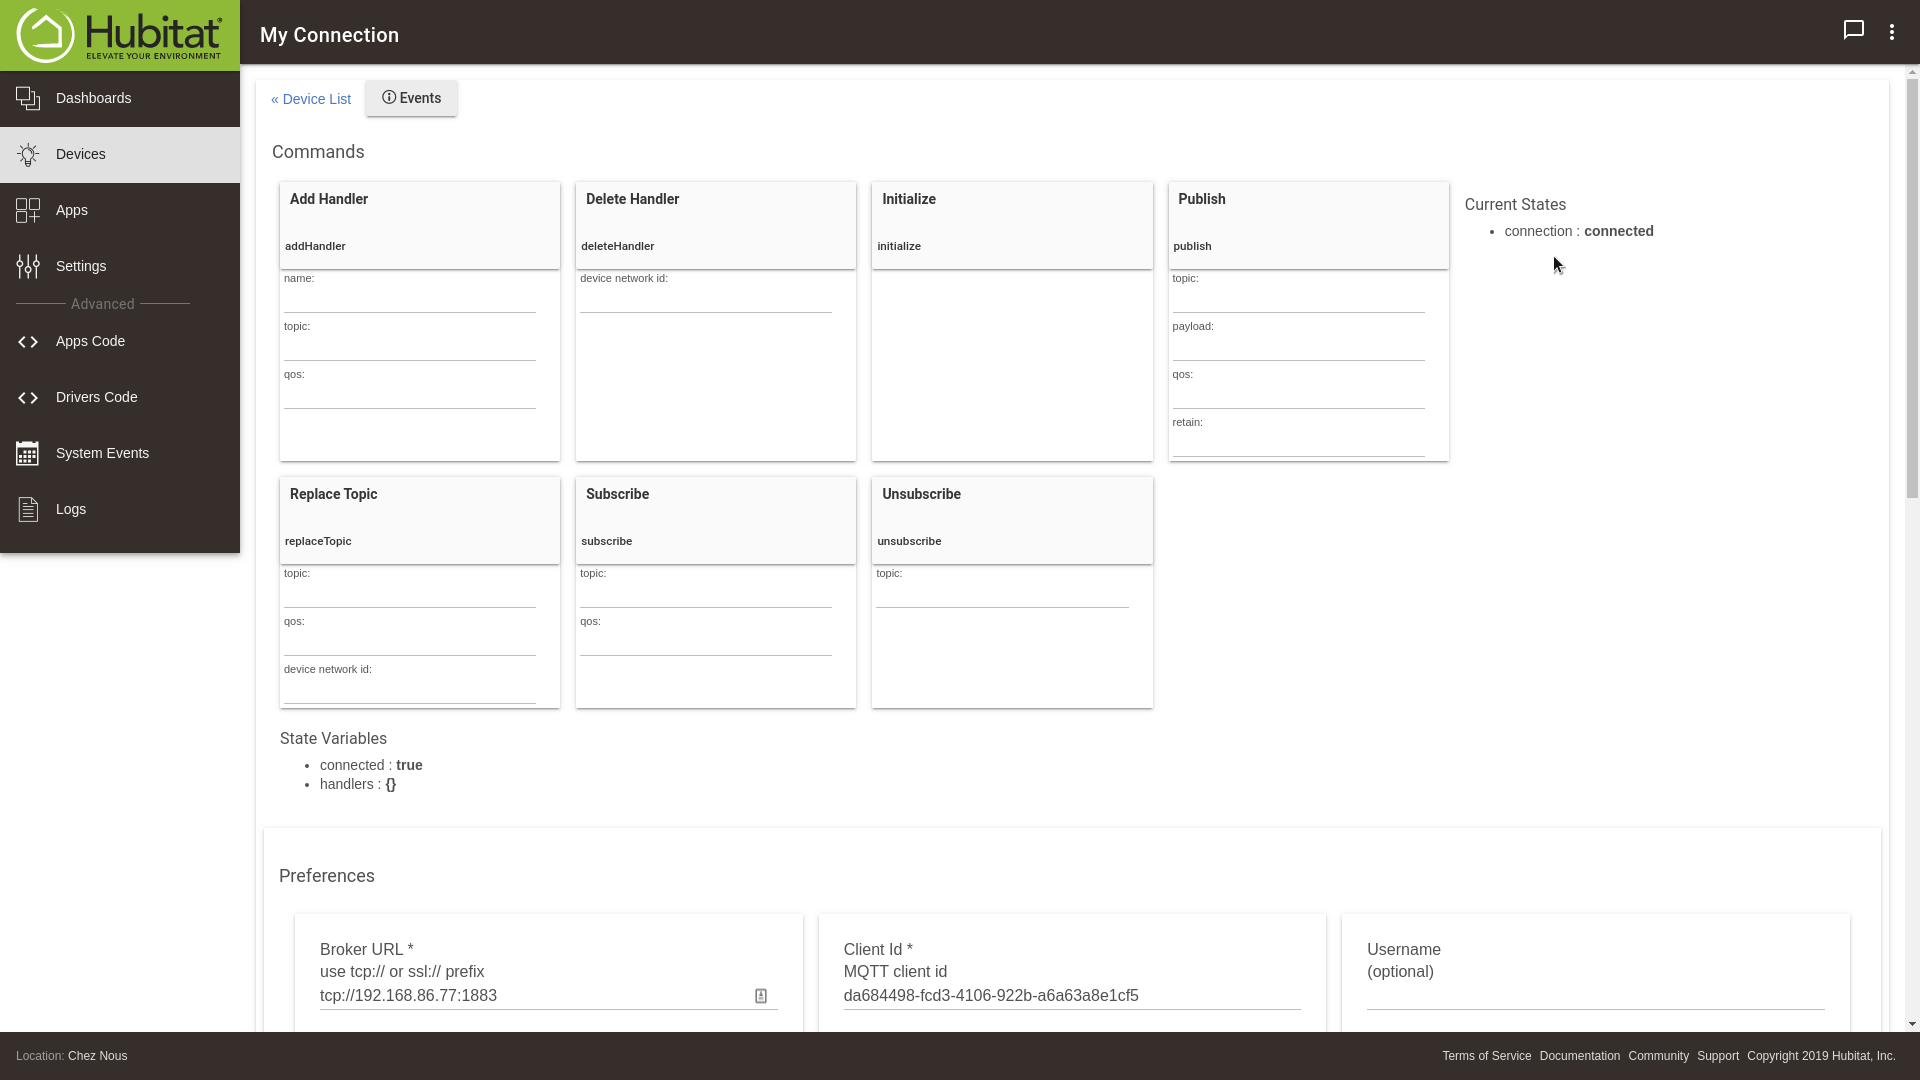 Hubitat
ELEVATE YOUR ENVIRONMENT
My Connection
Dashboards
Devices
Apps
Settings
Advanced
Apps Code
Drivers Code
System Events
Logs
« Device List
Events
Commands
Add Handler
addHandler
name:
topic:
qos:
Delete Handler
deleteHandler
device network id:
Initialize
initialize
Publish
publish
topic:
payload:
qos:
retain:
Current States
• connection : connected
Replace Topic
replaceTopic
topic:
qos:
device network id:
Subscribe
subscribe
topic:
qos:
Unsubscribe
unsubscribe
topic:
State Variables
• connected : true
• handlers : {}
Preferences
Broker URL *
use tcp:// or ssl:// prefix
tcp://192.168.86.77:1883
Client Id *
MQTT client id
da684498-fcd3-4106-922b-a6a63a8e1cf5
Username
(optional)
Location: Chez Nous
Terms of Service Documentation Community Support Copyright 2019 Hubitat, Inc.